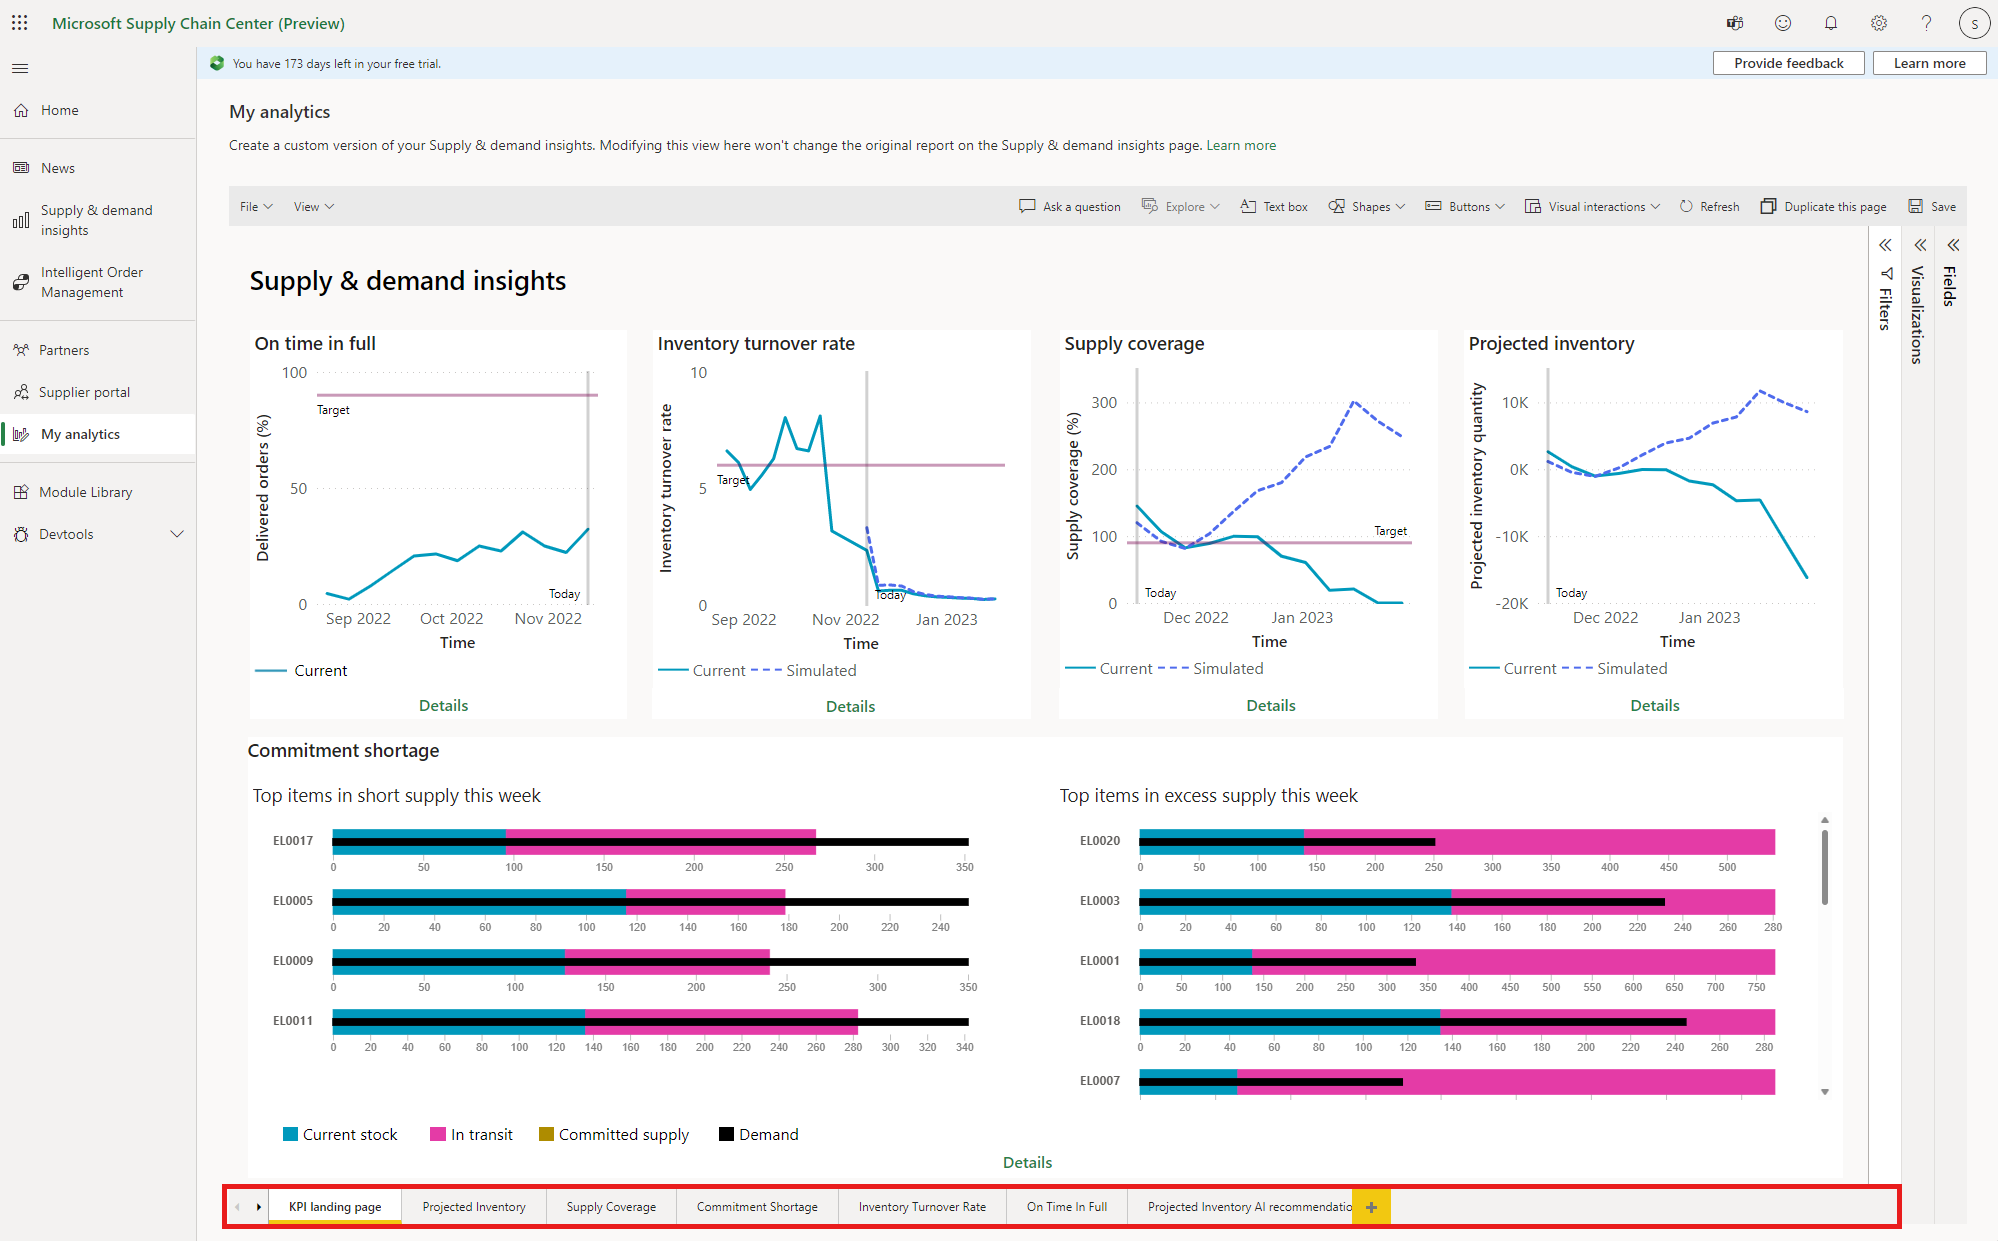 Microsoft Supply Chain Center (Preview)
S
You have 173 days left in your free trial.
Provide feedback
Learn more
Home
News
Supply & demand
insights
Intelligent Order
Management
Partners
Supplier portal
My analytics
Module Library
Devtools
My analytics
Create a custom version of your Supply & demand insights. Modifying this view here won't change the original report on the Supply & demand insights page. Learn more
File View Ask a question Explore Text box Shapes Buttons Visual interactions Refresh Duplicate this page Save
Filters
Visualizations
Fields
Supply & demand insights
On time in full
Delivered orders (%)
100
50
0
Target
Today
Sep 2022 Oct 2022 Nov 2022
Time
Current
Details
Inventory turnover rate
Inventory turnover rate
10
5
0
Target
Today
Sep 2022 Nov 2022 Jan 2023
Time
Current Simulated
Details
Supply coverage
Supply coverage (%)
300
200
100
0
Target
Today
Dec 2022 Jan 2023
Time
Current Simulated
Details
Projected inventory
Projected inventory quantity
10K
0K
-10K
-20K
Today
Dec 2022 Jan 2023
Time
Current Simulated
Details
Commitment shortage
Top items in short supply this week
EL0017
0 50 100 150 200 250 300 350
EL0005
0 20 40 60 80 100 120 140 160 180 200 220 240
EL0009
0 50 100 150 200 250 300 350
EL0011
0 20 40 60 80 100 120 140 160 180 200 220 240 260 280 300 320 340
Top items in excess supply this week
EL0020
0 50 100 150 200 250 300 350 400 450 500
EL0003
0 20 40 60 80 100 120 140 160 180 200 220 240 260 280
EL0001
0 50 100 150 200 250 300 350 400 450 500 550 600 650 700 750
EL0018
0 20 40 60 80 100 120 140 160 180 200 220 240 260 280
EL0007
Current stock In transit Committed supply Demand
Details
KPI landing page Projected Inventory Supply Coverage Commitment Shortage Inventory Turnover Rate On Time In Full Projected Inventory AI recommendatio +